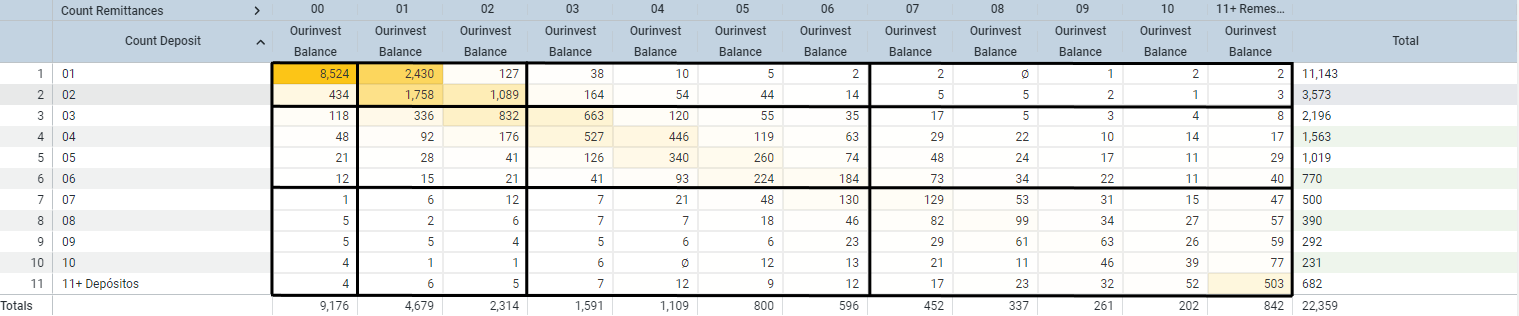 Count Remittances > 00 01 02 03 04 05 06 07 08 09 10 11+ Remes...
Count Deposit Ourinvest Balance Ourinvest Balance Ourinvest Balance Ourinvest Balance Ourinvest Balance Ourinvest Balance Ourinvest Balance Ourinvest Balance Ourinvest Balance Ourinvest Balance Ourinvest Balance Ourinvest Balance Total
1 01 8,524 2,430 127 38 10 5 2 2 Ø 1 2 2 11,143
2 02 434 1,758 1,089 164 54 44 14 5 5 2 1 3 3,573
3 03 118 336 832 663 120 55 35 17 5 3 4 8 2,196
4 04 48 92 176 527 446 119 63 29 22 10 14 17 1,563
5 05 21 28 41 126 340 260 74 48 24 17 11 29 1,019
6 06 12 15 21 41 93 224 184 73 34 22 11 40 770
7 07 1 6 12 7 21 48 130 129 53 31 15 47 500
8 08 5 2 6 7 7 18 46 82 99 34 27 57 390
9 09 5 5 4 5 6 6 23 29 61 63 26 59 292
10 10 4 1 1 6 Ø 12 13 21 11 46 39 77 231
11 11+ Depósitos 4 6 5 7 12 9 12 17 23 32 52 503 682
Totals 9,176 4,679 2,314 1,591 1,109 800 596 452 337 261 202 842 22,359